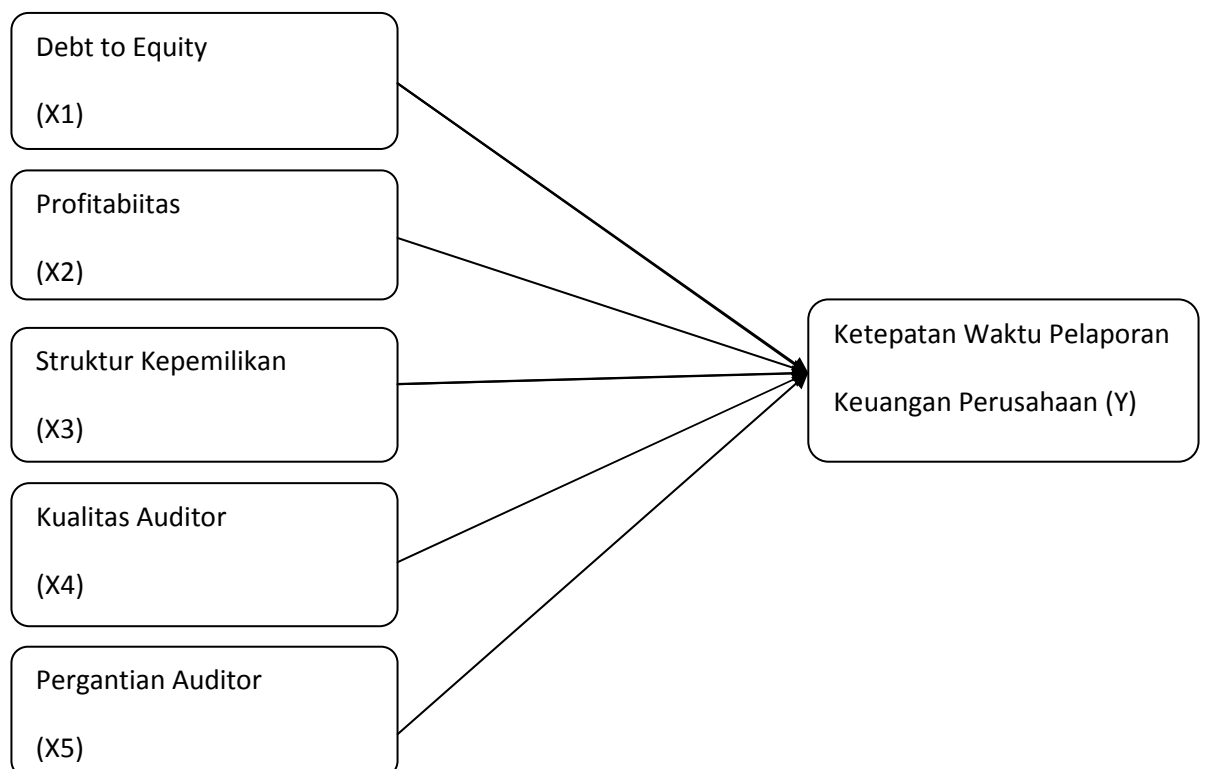 Debt to Equity
(X1)
Profitabiitas
(X2)
Struktur Kepemilikan
(X3)
Kualitas Auditor
(X4)
Pergantian Auditor
(X5)
Ketepatan Waktu Pelaporan
Keuangan Perusahaan (Y)